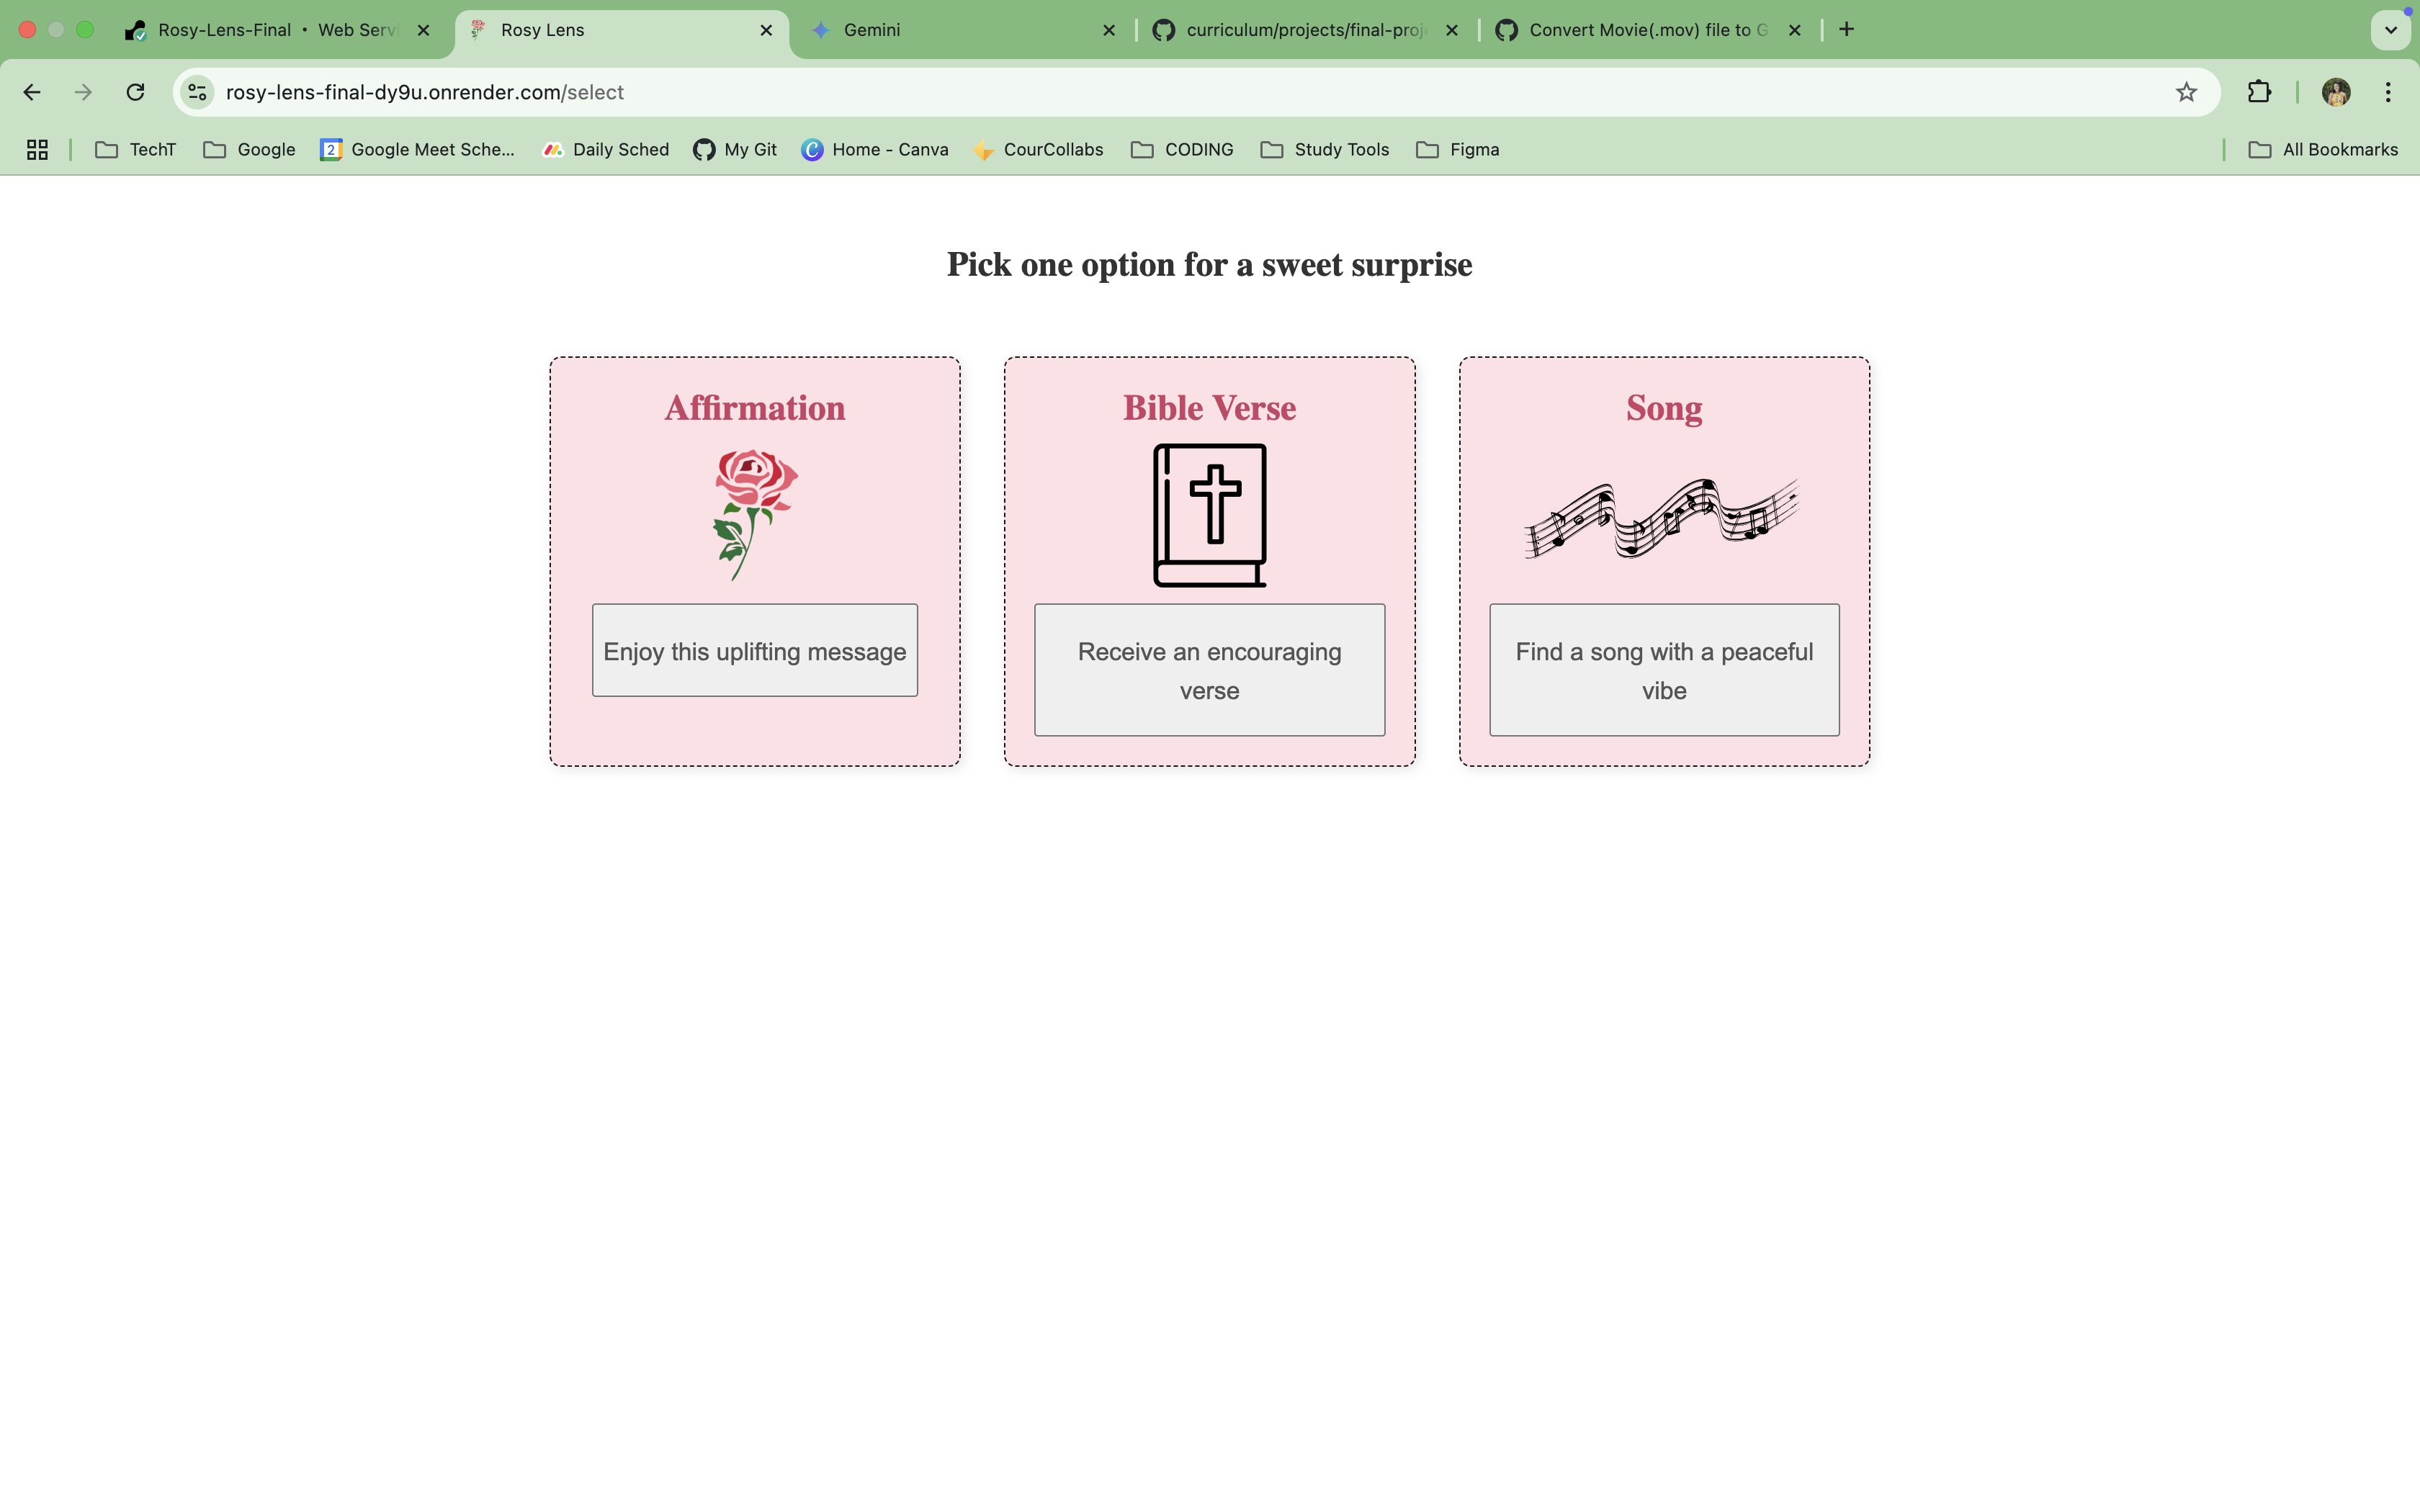 Rosy-Lens-Final • Web Serv
Rosy Lens
Gemini
curriculum/projects/final-proj
Convert Movie(.mov) file to G
rosy-lens-final-dy9u.onrender.com/select
TechT
Google
2
Google Meet Sche...
Daily Sched
My Git
C
Home - Canva
CourCollabs
CODING
Study Tools
Figma
All Bookmarks
Pick one option for a sweet surprise
Affirmation
Enjoy this uplifting message
Bible Verse
Receive an encouraging
verse
Song
Find a song with a peaceful
vibe